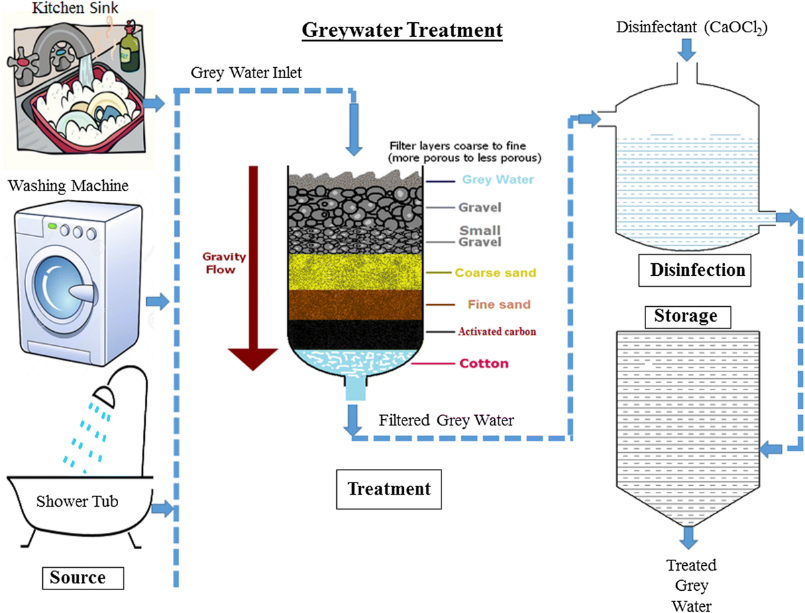 Kitchen Sink
Greywater Treatment
Disinfectant (CaOCl₂)
Grey Water Inlet
Filter layers coarse to fine
(more porous to less porous)
Washing Machine
Grey Water
Gravel
Small
Gravel
Gravity
Flow
Coarse sand
Fine sand
Activated carbon
Cotton
Disinfection
Storage
Filtered Grey Water
Shower Tub
Treatment
Source
Treated
Grey
Water